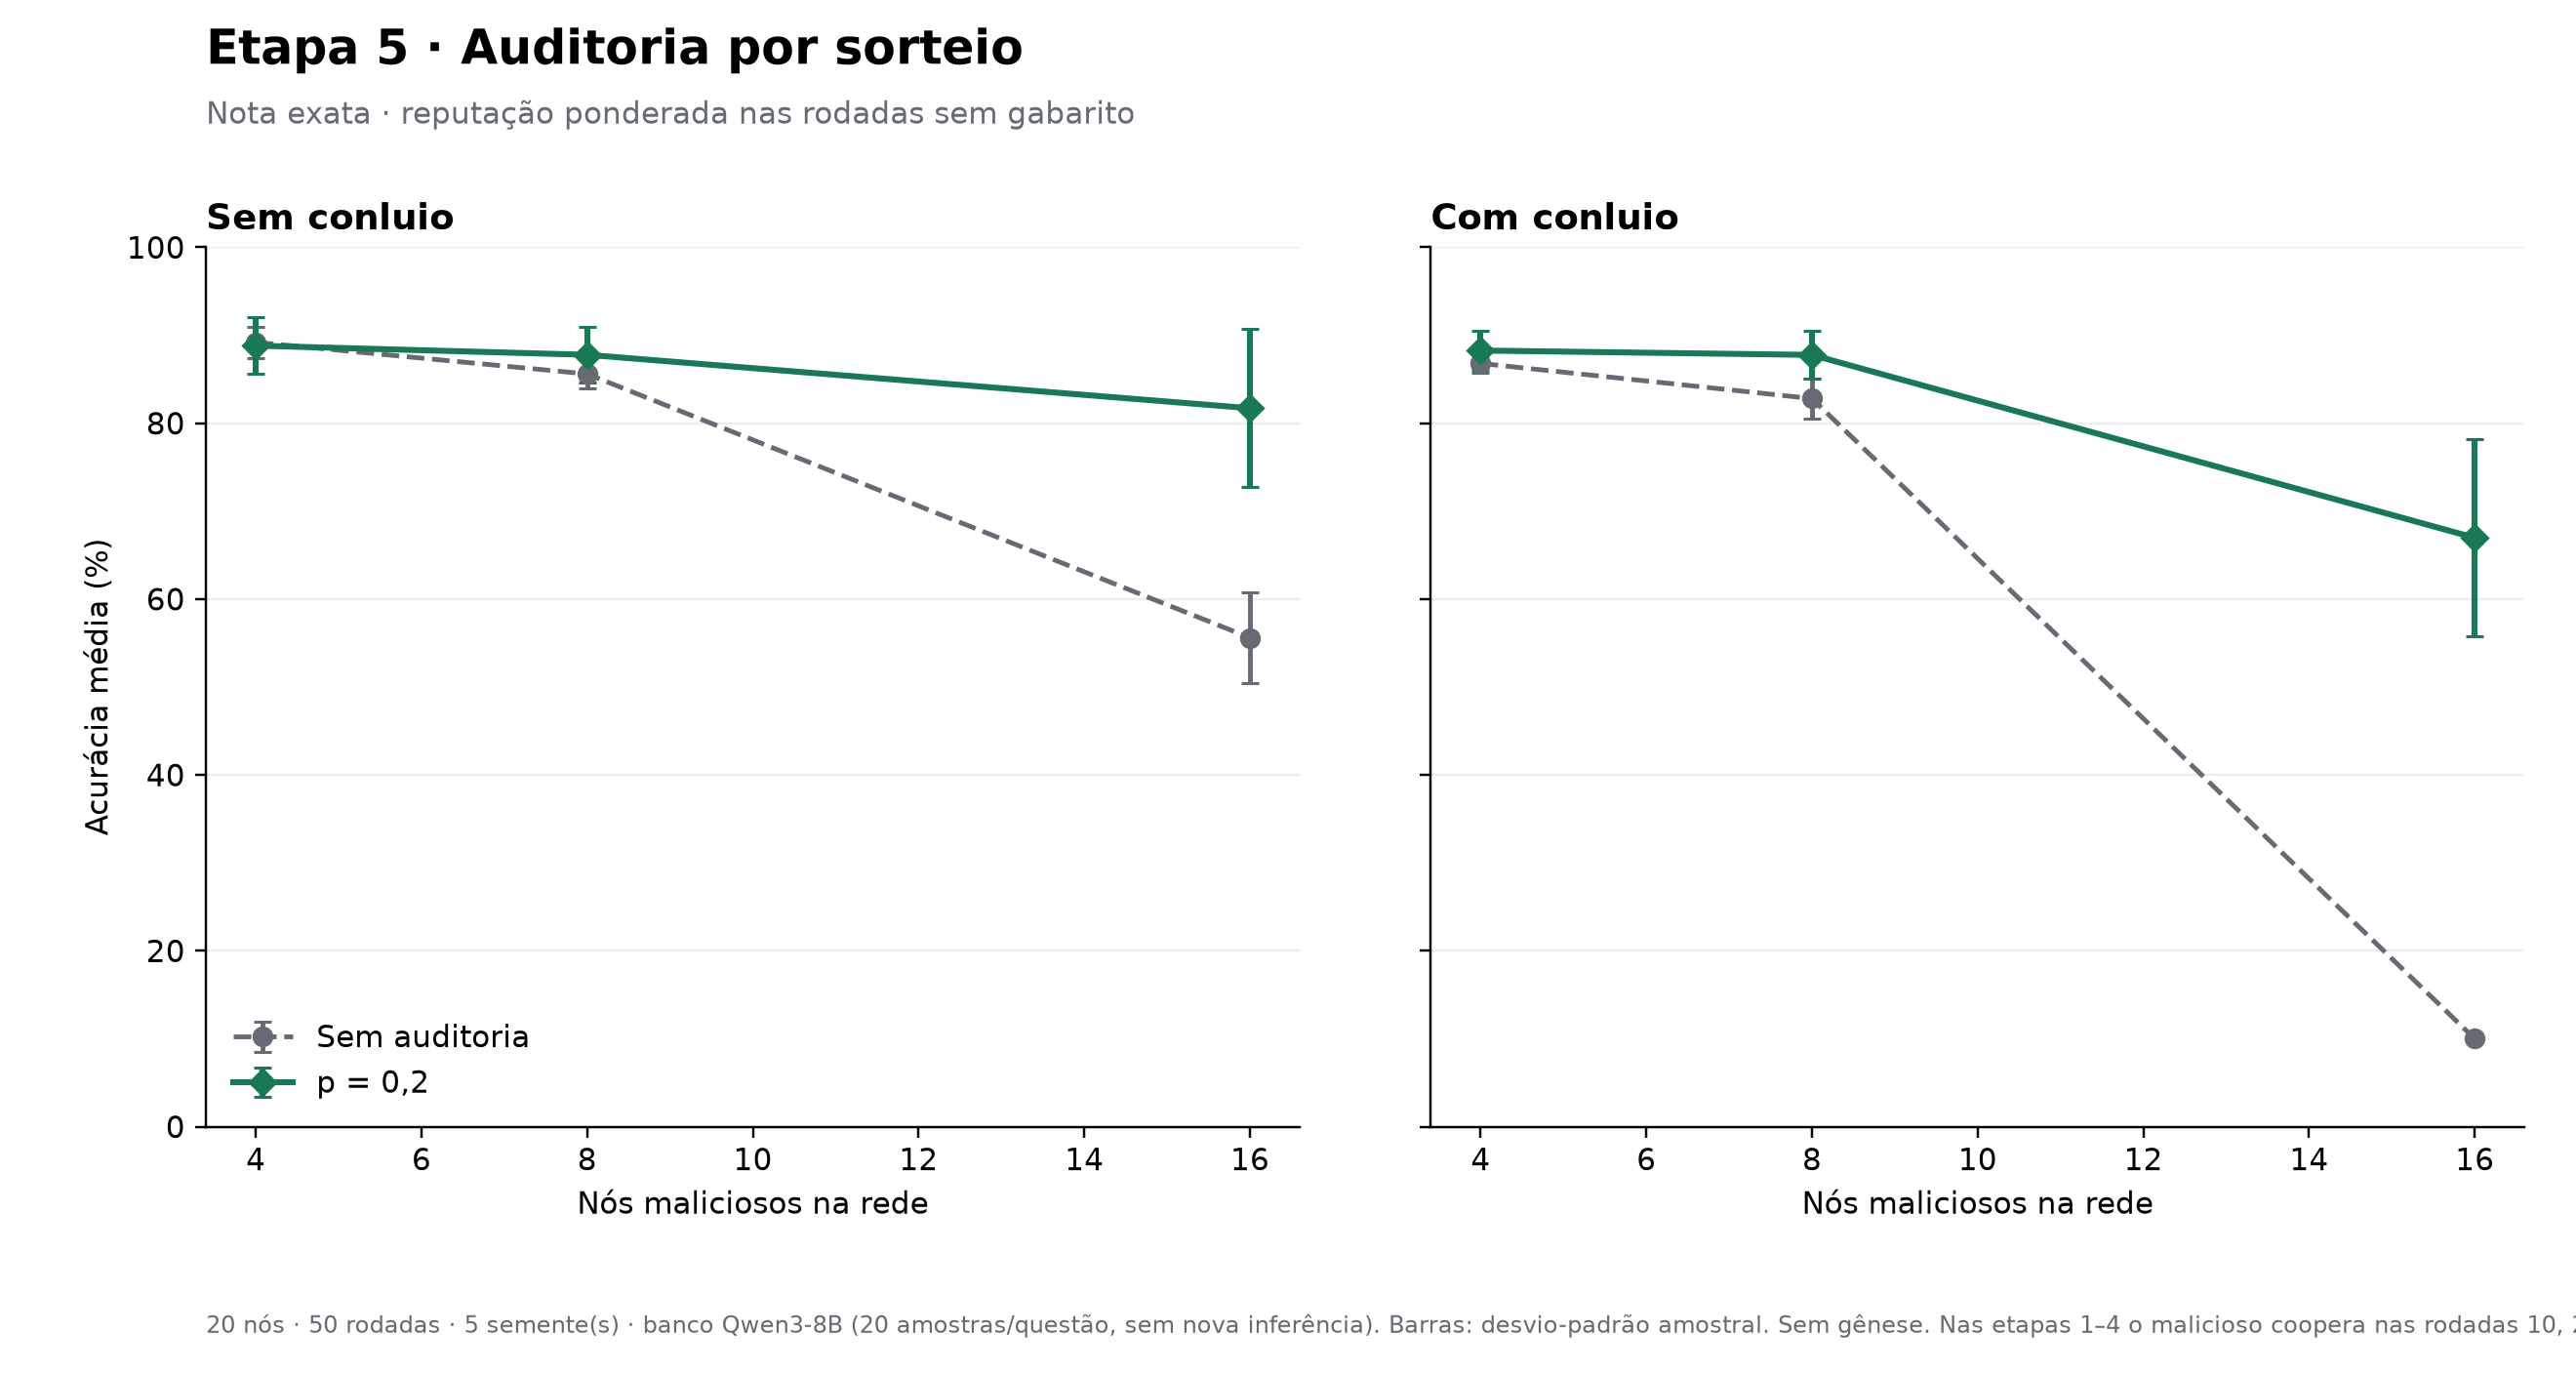 Etapa 5 · Auditoria por sorteio
Nota exata · reputação ponderada nas rodadas sem gabarito
Sem conluio
Acurácia média (%)
100
80
60
40
20
0
Sem auditoria
p = 0,2
4 6 8 10 12 14 16
Nós maliciosos na rede
Com conluio
4 6 8 10 12 14 16
Nós maliciosos na rede
20 nós · 50 rodadas · 5 semente(s) · banco Qwen3-8B (20 amostras/questão, sem nova inferência). Barras: desvio-padrão amostral. Sem gênese. Nas etapas 1–4 o malicioso coopera nas rodadas 10,